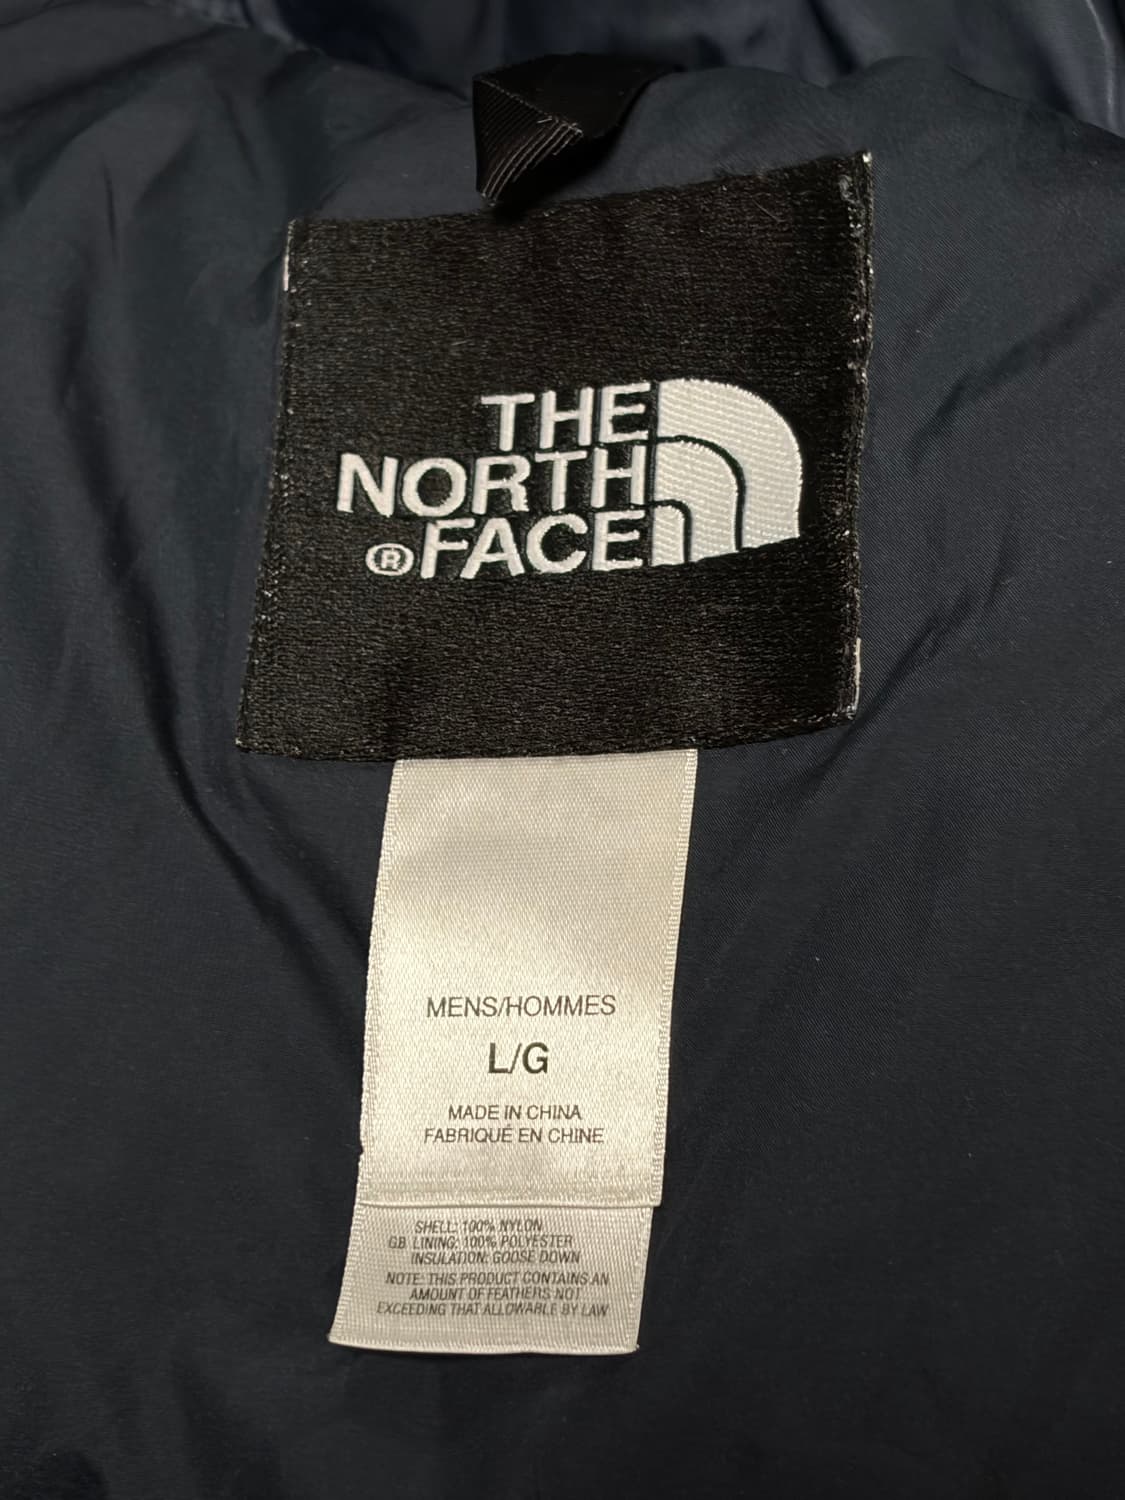 THE
NORTH
® FACE
MENS/HOMMES
L/G
MADE IN CHINA
FABRIQUÉ EN CHINE
SHELL: 100% NYLON
GB LINING: 100% POLYESTER
INSULATION: GOOSE DOWN
NOTE: THIS PRODUCT CONTAINS AN
AMOUNT OF FEATHERS NOT
EXCEEDING THAT ALLOWABLE BY LAW